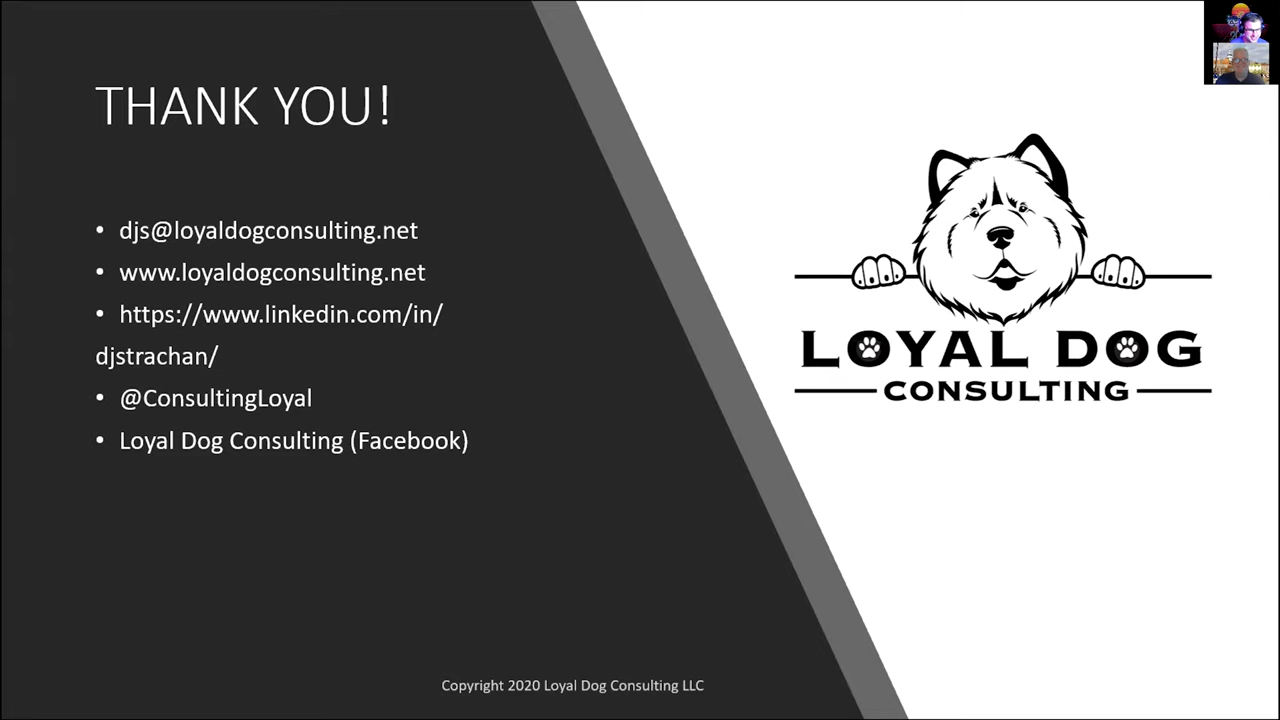 THANK YOU!
• djs@loyaldogconsulting.net
• www.loyaldogconsulting.net
• https://www.linkedin.com/in/
djstrachan/
• @ConsultingLoyal
• Loyal Dog Consulting (Facebook)
LOYAL DOG
CONSULTING
Copyright 2020 Loyal Dog Consulting LLC